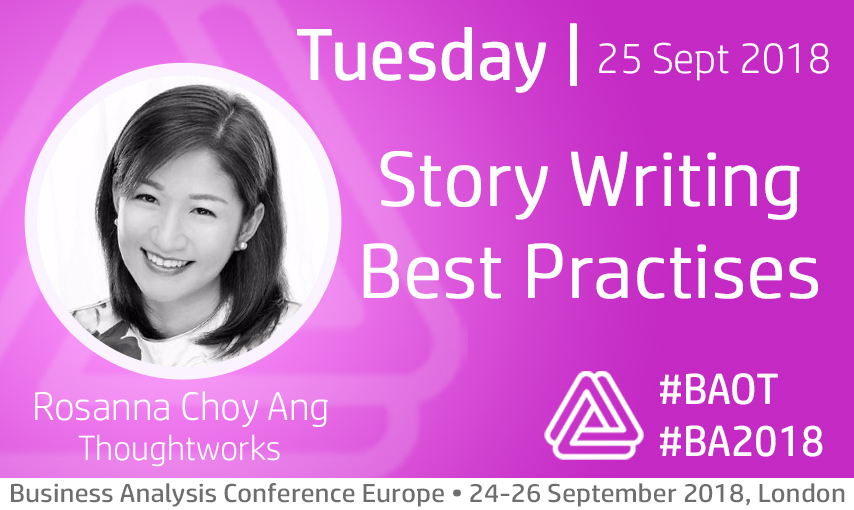 Tuesday | 25 Sept 2018
Story Writing
Best Practises
Rosanna Choy Ang
Thoughtworks
#BAOT
#BA2018
Business Analysis Conference Europe • 24-26 September 2018, London